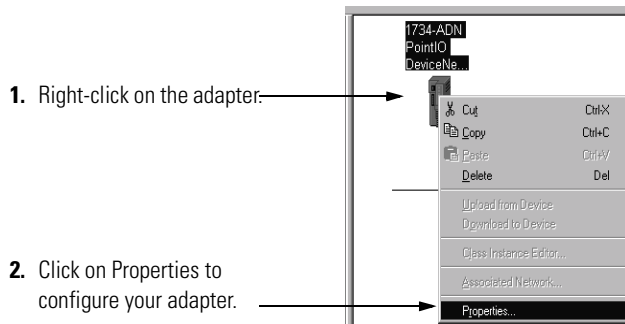 1734-ADN
PointIO
DeviceNe...
1. Right-click on the adapter.
Cut Ctrl-X
Copy Ctrl+C
Paste Ctrl+V
Delete Del
Upload from Device
Download to Device
Class Instance Editor...
Associated Network...
2. Click on Properties to
configure your adapter.
Properties...